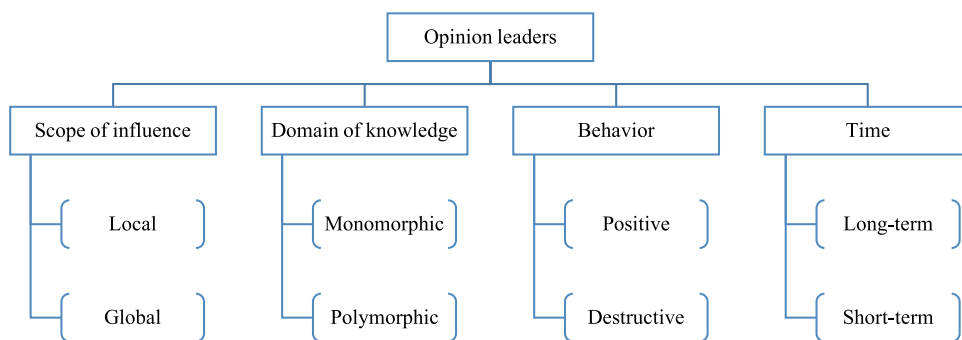 Opinion leaders
Scope of influence
Domain of knowledge
Behavior
Time
Local
Monomorphic
Positive
Long-term
Global
Polymorphic
Destructive
Short-term